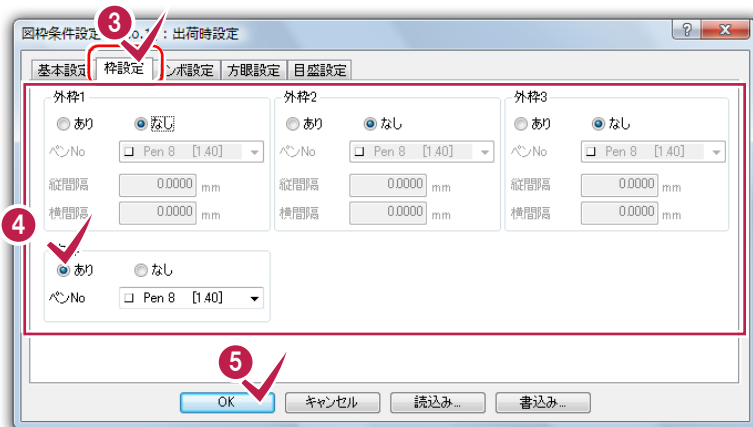 3
図枠条件設定 o.1 : 出荷時設定
基本設定 枠設定 ンボ設定 方眼設定 目盛設定
外枠1 外枠2 外枠3
あり なし あり なし あり なし
ペンNo Pen 8 [1.40] ペンNo Pen 8 [1.40] ペンNo Pen 8 [1.40]
縦間隔 0.0000 mm 縦間隔 0.0000 mm 縦間隔 0.0000 mm
横間隔 0.0000 mm 横間隔 0.0000 mm 横間隔 0.0000 mm
4
あり なし
ペンNo Pen 8 [1.40]
5
OK キャンセル 読込み... 書込み...